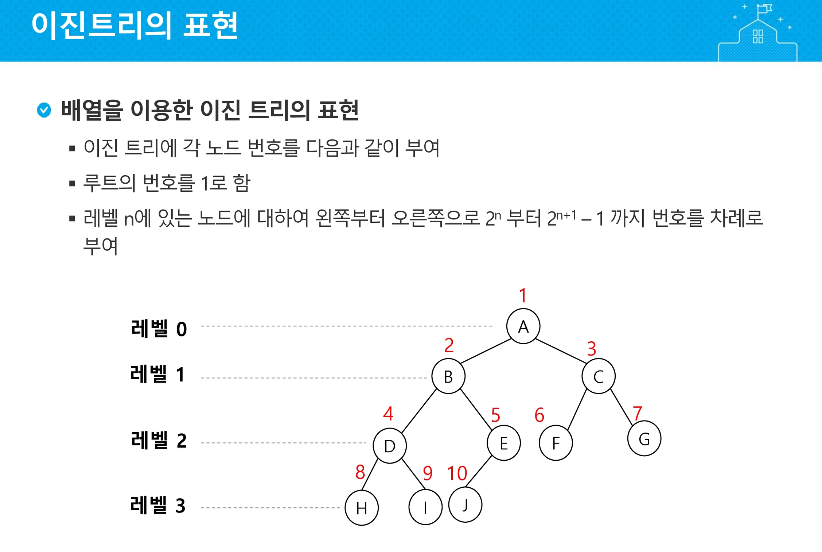 이진트리의 표현
배열을 이용한 이진 트리의 표현
▪ 이진 트리에 각 노드 번호를 다음과 같이 부여
▪ 루트의 번호를 1로 함
▪ 레벨 n에 있는 노드에 대하여 왼쪽부터 오른쪽으로 2ⁿ 부터 2ⁿ⁺¹ – 1 까지 번호를 차례로
부여
1
레벨 0 A
2 3
레벨 1 B C
4 5 6 7
레벨 2 D E F G
8 9 10
레벨 3 H I J